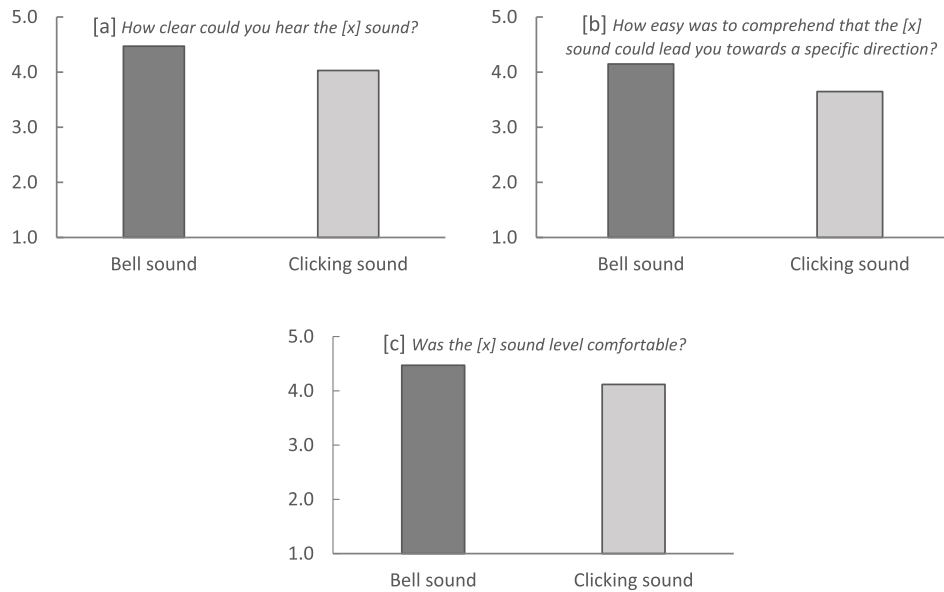 [a] How clear could you hear the [x] sound?
5.0
4.0
3.0
2.0
1.0
Bell sound
Clicking sound
[b] How easy was to comprehend that the [x]
sound could lead you towards a specific direction?
5.0
4.0
3.0
2.0
1.0
Bell sound
Clicking sound
[c] Was the [x] sound level comfortable?
5.0
4.0
3.0
2.0
1.0
Bell sound
Clicking sound